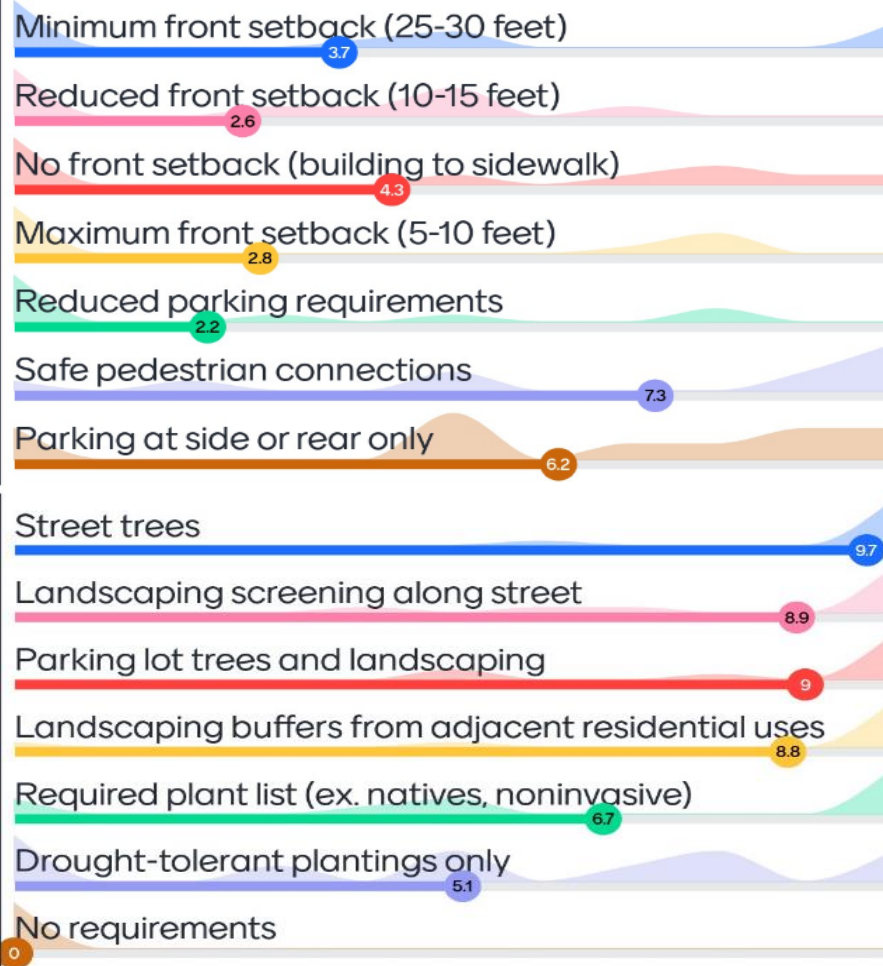 Minimum front setback (25-30 feet)
3.7
Reduced front setback (10-15 feet)
2.6
No front setback (building to sidewalk)
4.3
Maximum front setback (5-10 feet)
2.8
Reduced parking requirements
2.2
Safe pedestrian connections
7.3
Parking at side or rear only
6.2
Street trees
9.7
Landscaping screening along street
8.9
Parking lot trees and landscaping
9
Landscaping buffers from adjacent residential uses
8.8
Required plant list (ex. natives, noninvasive)
6.7
Drought-tolerant plantings only
5.1
No requirements
0